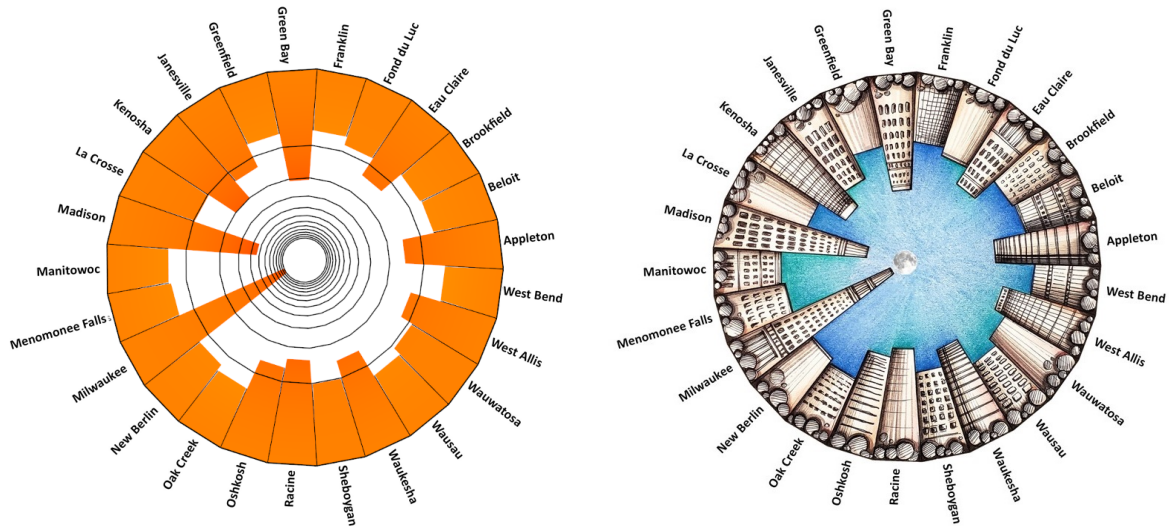 Green Bay
Franklin
Fond du Luc
Eau Claire
Brookfield
Beloit
Appleton
West Bend
West Allis
Wauwatosa
Wausau
Waukesha
Sheboygan
Racine
Oshkosh
Oak Creek
New Berlin
Milwaukee
Menomonee Falls
Manitowoc
Madison
La Crosse
Kenosha
Janesville
Greenfield
Green Bay
Franklin
Fond du Luc
Eau Claire
Brookfield
Beloit
Appleton
West Bend
West Allis
Wauwatosa
Wausau
Waukesha
Sheboygan
Racine
Oshkosh
Oak Creek
New Berlin
Milwaukee
Menomonee Falls
Manitowoc
Madison
La Crosse
Kenosha
Janesville
Greenfield